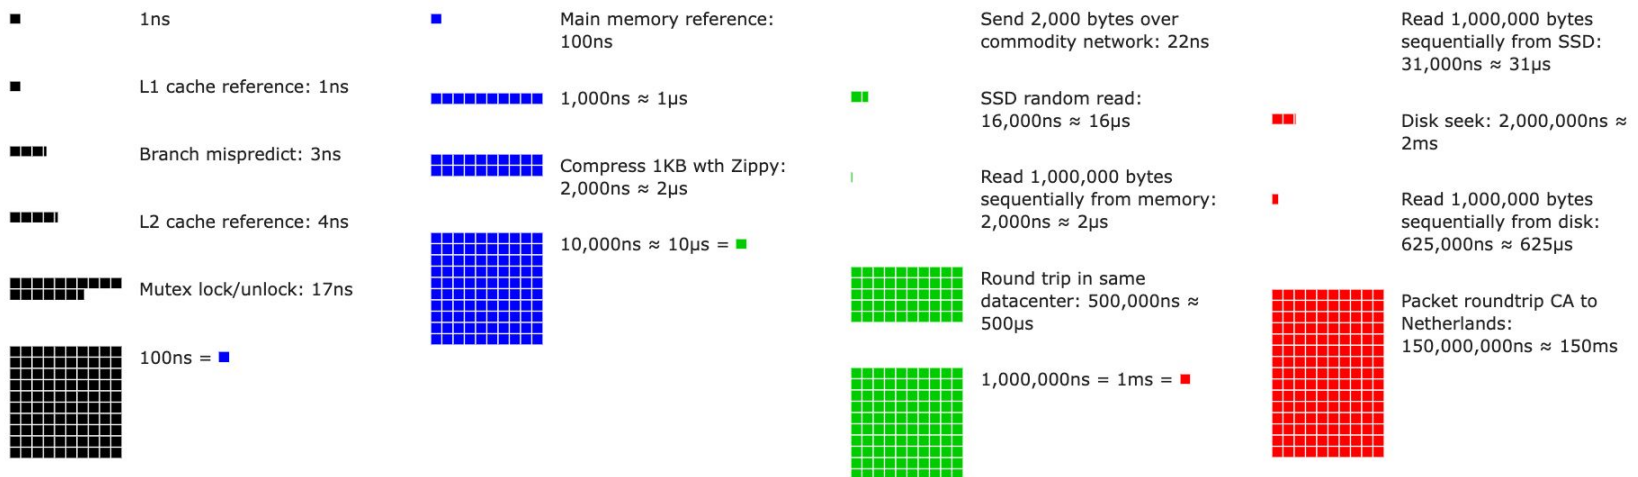 1ns
L1 cache reference: 1ns
Branch mispredict: 3ns
L2 cache reference: 4ns
Mutex lock/unlock: 17ns
100ns =
Main memory reference:
100ns
1,000ns ≈ 1µs
Compress 1KB wth Zippy:
2,000ns ≈ 2µs
10,000ns ≈ 10µs =
Send 2,000 bytes over
commodity network: 22ns
SSD random read:
16,000ns ≈ 16µs
Read 1,000,000 bytes
sequentially from memory:
2,000ns ≈ 2µs
Round trip in same
datacenter: 500,000ns ≈
500µs
1,000,000ns = 1ms =
Read 1,000,000 bytes
sequentially from SSD:
31,000ns ≈ 31µs
Disk seek: 2,000,000ns ≈
2ms
Read 1,000,000 bytes
sequentially from disk:
625,000ns ≈ 625µs
Packet roundtrip CA to
Netherlands:
150,000,000ns ≈ 150ms